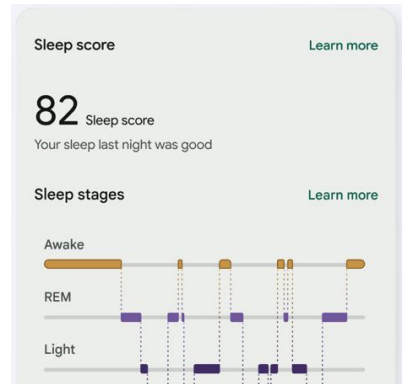 Sleep score Learn more
82 Sleep score
Your sleep last night was good
Sleep stages Learn more
Awake
REM
Light